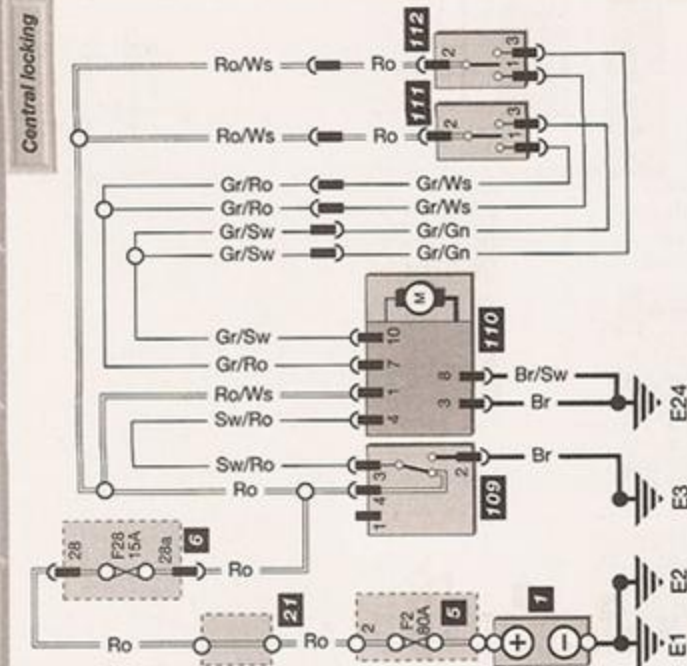 Central locking
112
Ro/Ws
Ro
2
3
1
111
Ro/Ws
Ro
2
3
1
Gr/Ro
Gr/Ws
Gr/Ro
Gr/Ws
Gr/Sw
Gr/Gn
Gr/Sw
Gr/Gn
M
110
Gr/Sw
10
Gr/Ro
7
8
Br/Sw
Ro/Ws
1
3
Br
E24
Sw/Ro
4
Sw/Ro
3
2
Br
Ro
4
109
E3
1
28
F28
15A
28a
6
Ro
21
5
1
E2
Ro
Ro
2
F2
80A
+
−
E1